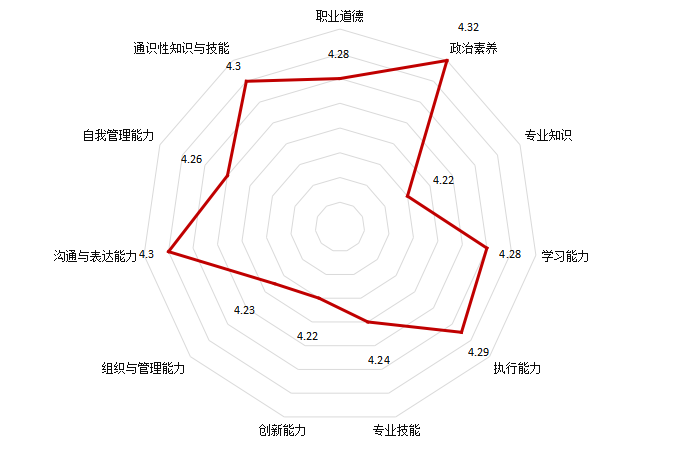 职业道德
4.32
政治素养
通识性知识与技能
4.28
4.3
自我管理能力
专业知识
4.26
4.22
沟通与表达能力
4.3
4.28
学习能力
4.23
4.22
4.29
4.24
组织与管理能力
执行能力
创新能力
专业技能